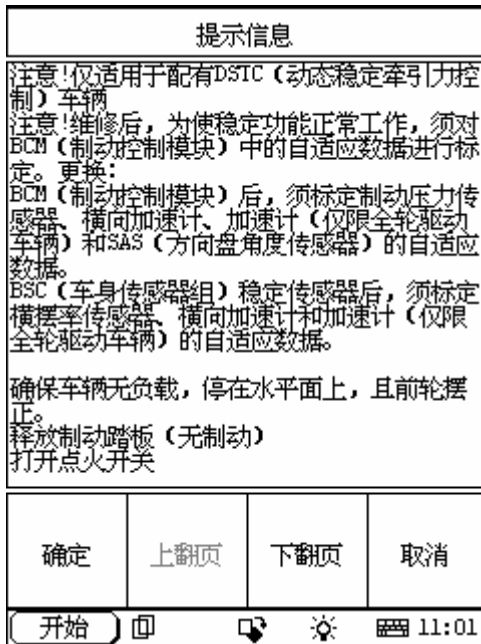 提示信息
注意!仅适用于配有DSTC(动态稳定牵引力控
制)车辆
注意!维修后，为使稳定功能正常工作，须对
BCM(制动控制模块)中的自适应数据进行标
定。更换:
BCM(制动控制模块)后，须标定制动压力传
感器、横向加速计、加速计(仅限全轮驱动
车辆)和SAS(方向盘角度传感器)的自适应
数据。
BSC(车身传感器组)稳定传感器后，须标定
横摆率传感器、横向加速计和加速计(仅限
全轮驱动车辆)的自适应数据。
确保车辆无负载，停在水平面上，且前轮摆
正。
释放制动踏板(无制动)
打开点火开关
确定 上翻页 下翻页 取消
开始 11:01